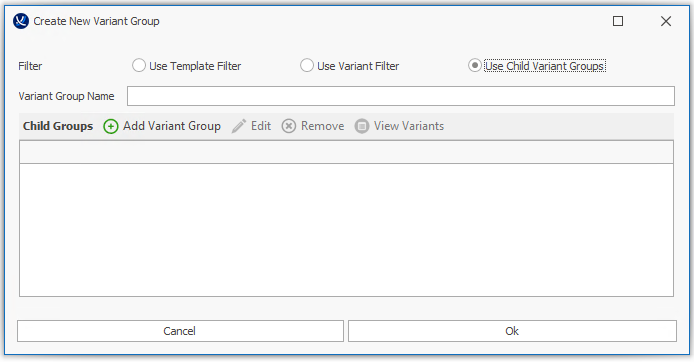 Create New Variant Group
Filter Use Template Filter Use Variant Filter Use Child Variant Groups
Variant Group Name
Child Groups Add Variant Group Edit Remove View Variants
Cancel Ok